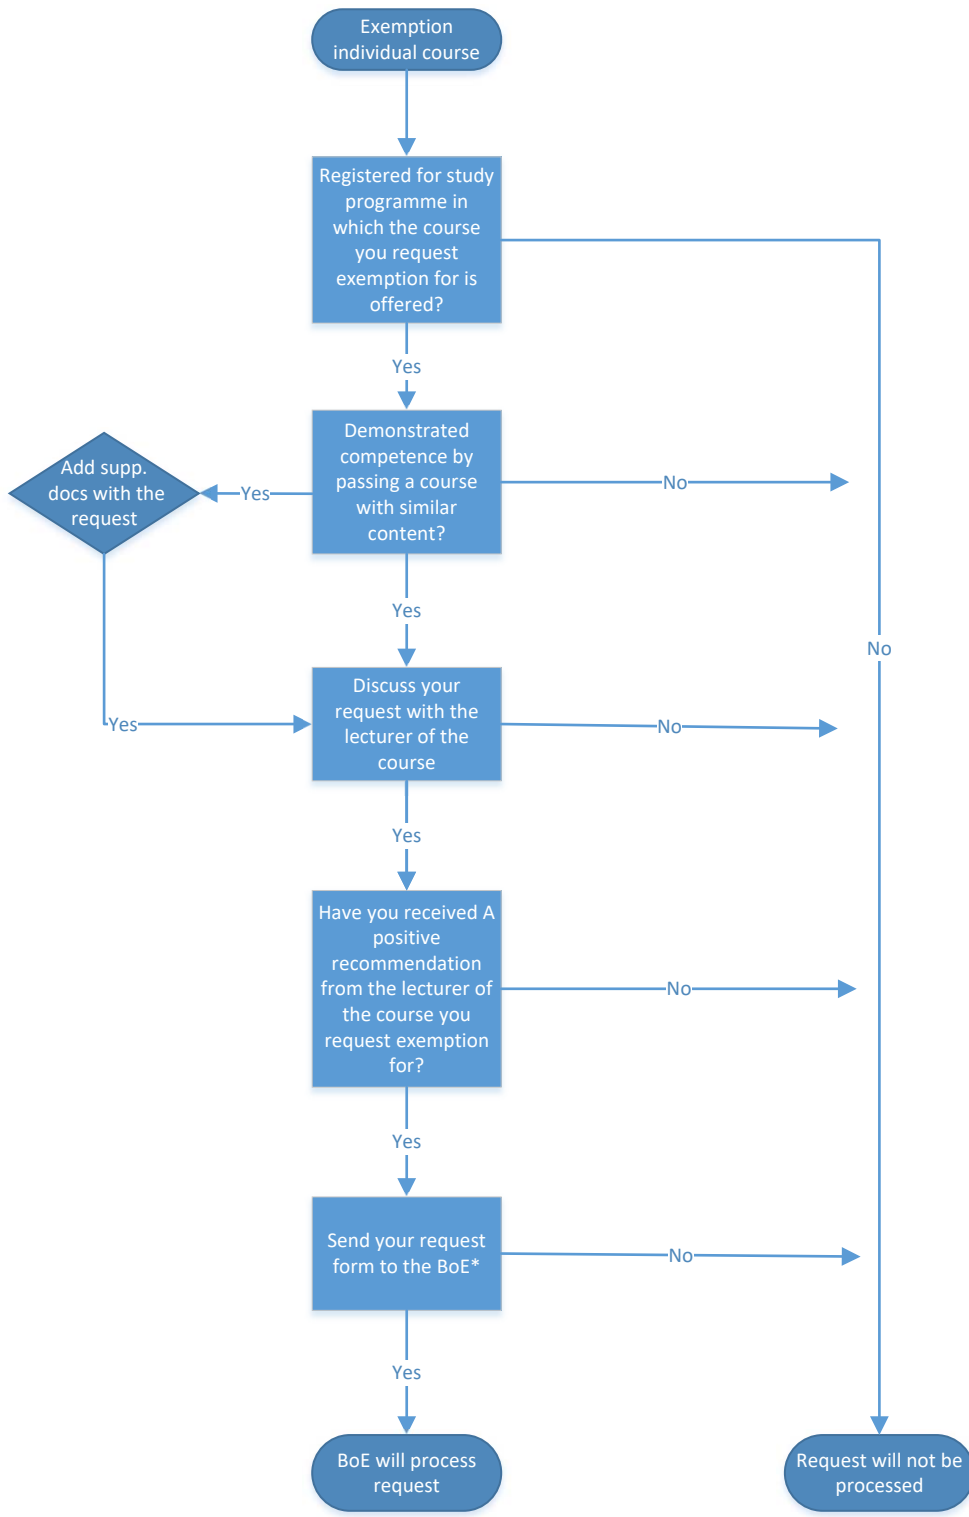 Exemption
individual course
Registered for study
programme in
which the course
you request
exemption for is
offered?
Yes
Demonstrated
competence by
passing a course
with similar
content?
No
Yes
Add supp.
docs with the
request
Yes
No
Discuss your
request with the
lecturer of the
course
No
Yes
Yes
Have you received A
positive
recommendation
from the lecturer of
the course you
request exemption
for?
No
Yes
Send your request
form to the BoE*
No
Yes
BoE will process
request
Request will not be
processed